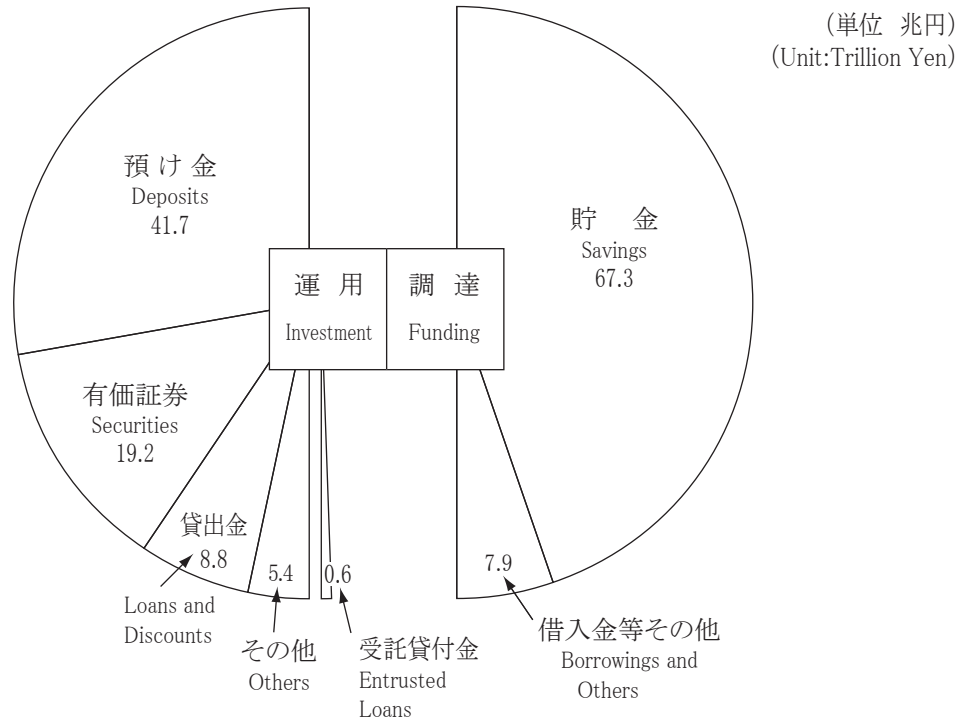 (単位 兆円)
(Unit:Trillion Yen)
預け金
Deposits
41.7
貯金
Savings
67.3
運用
Investment
調達
Funding
有価証券
Securities
19.2
貸出金
8.8
Loans and
Discounts
5.4
その他
Others
0.6
受託貸付金
Entrusted
Loans
7.9
借入金等その他
Borrowings and
Others